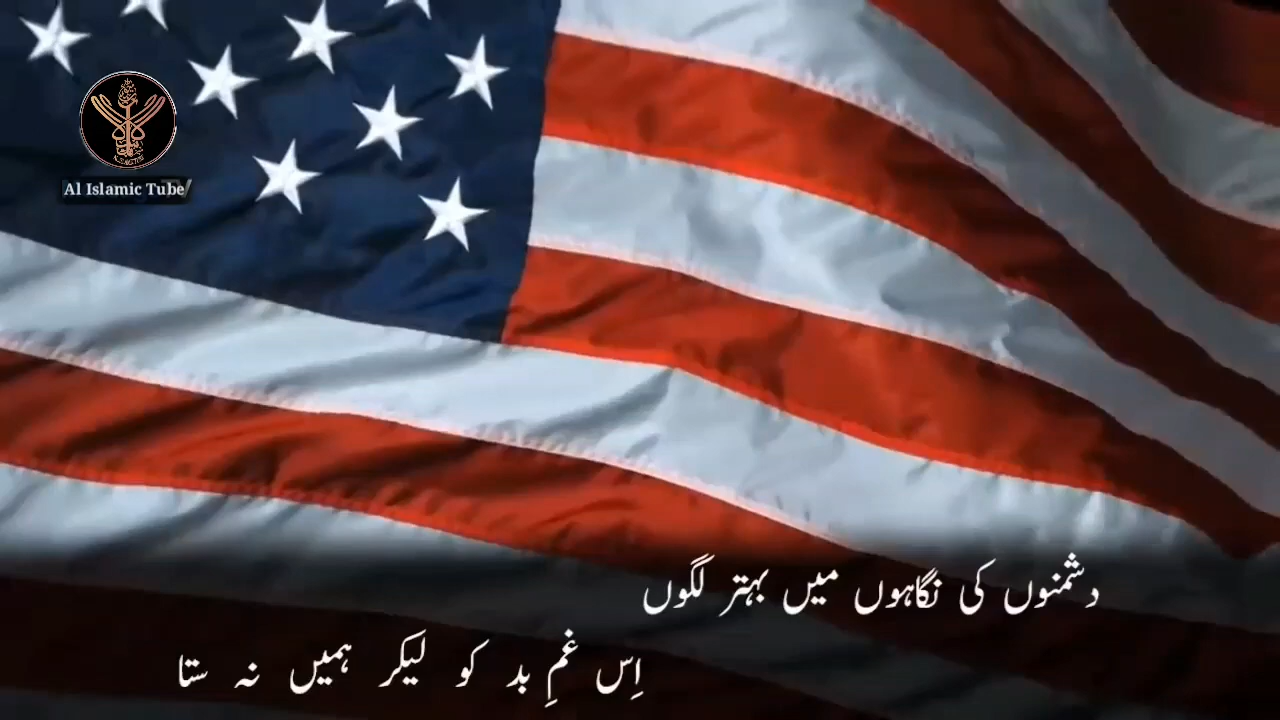 Al Islamic Tube
دشمنوں کی نگاہوں میں بہتر لگوں
اِس غمِ بد کو لیکر ہمیں نہ ستا